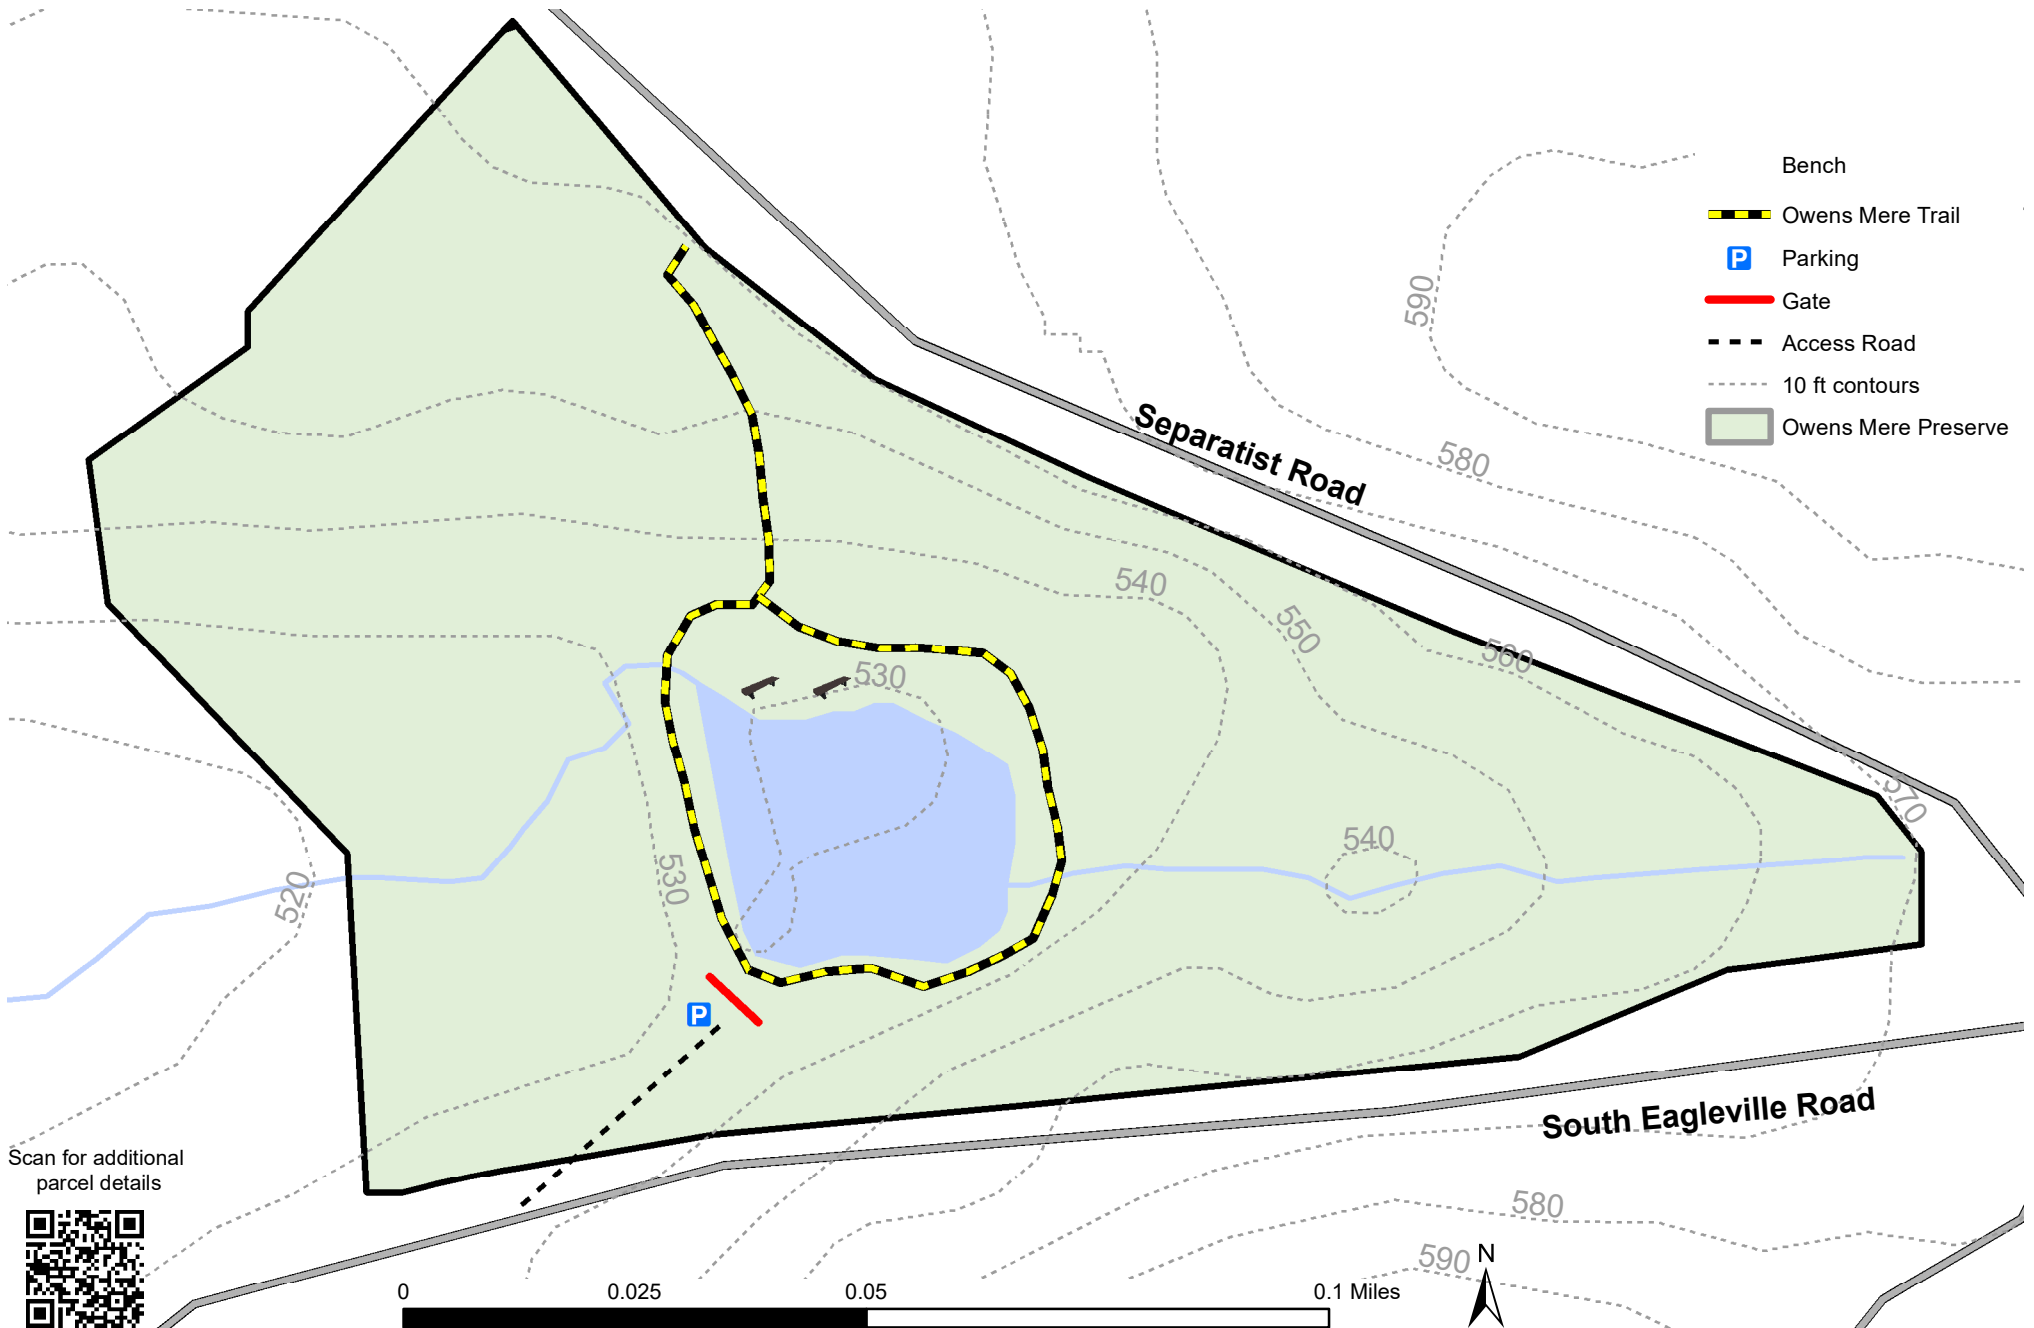 Bench
Owens Mere Trail
P Parking
Gate
Access Road
10 ft contours
Owens Mere Preserve
590
Separatist Road
580
540
550
560
530
570
540
530
520
P
South Eagleville Road
Scan for additional
parcel details
580
590
N
0 0.025 0.05 0.1 Miles